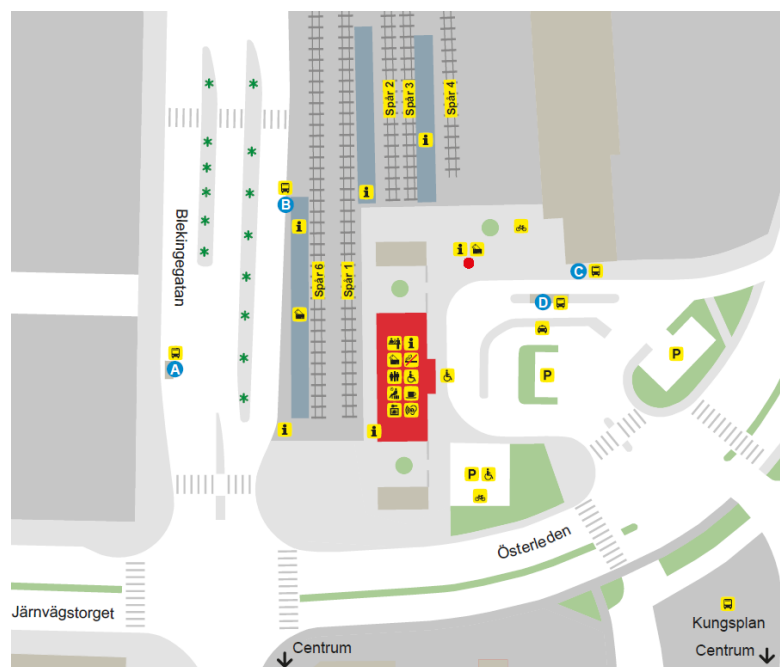 Spår 2
Spår 3
Spår 4
B
Blekingegatan
Spår 6
Spår 1
C
D
A
P
P
P
Österleden
Järnvägstorget
Kungsplan
Centrum
Centrum